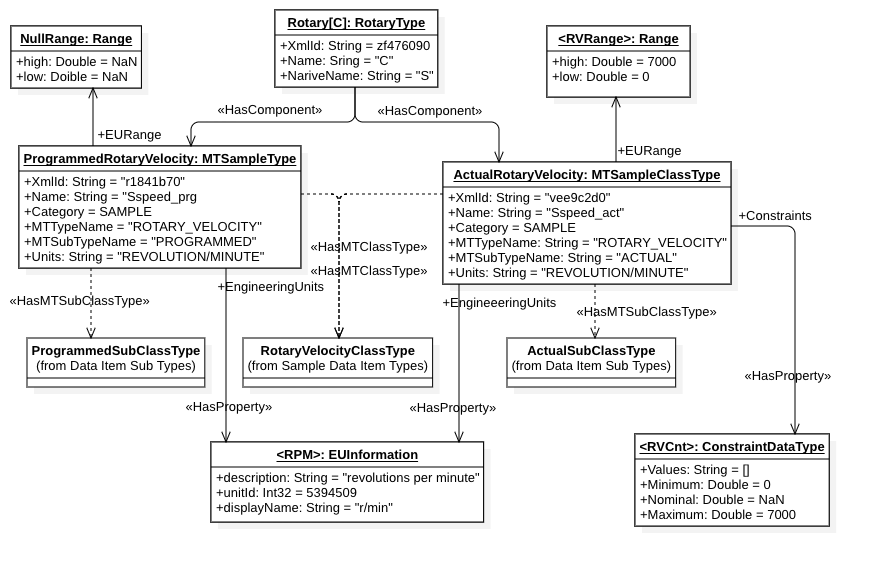 NullRange: Range
+high: Double = NaN
+low: Doible = NaN
Rotary[C]: RotaryType
+XmlId: String = zf476090
+Name: Sring = "C"
+NariveName: String = "S"
<RVRange>: Range
+high: Double = 7000
+low: Double = 0
«HasComponent»
«HasComponent»
+EURange
+EURange
ProgrammedRotaryVelocity: MTSampleType
+XmlId: String = "r1841b70"
+Name: String = "Sspeed_prg
+Category = SAMPLE
+MTTypeName = "ROTARY_VELOCITY"
+MTSubTypeName = "PROGRAMMED"
+Units: String = "REVOLUTION/MINUTE"
ActualRotaryVelocity: MTSampleClassType
+XmlId: String = "vee9c2d0"
+Name: String = "Sspeed_act"
+Category = SAMPLE
+MTTypeName: String = "ROTARY_VELOCITY"
+MTSubTypeName: String = "ACTUAL"
+Units: String = "REVOLUTION/MINUTE"
+Constraints
«HasMTClassType»
«HasMTClassType»
+EngineeringUnits
«HasMTSubClassType»
+EngineeeringUnits
«HasMTSubClassType»
ProgrammedSubClassType
(from Data Item Sub Types)
RotaryVelocityClassType
(from Sample Data Item Types)
ActualSubClassType
(from Data Item Sub Types)
«HasProperty»
«HasProperty»
«HasProperty»
<RPM>: EUInformation
+description: String = "revolutions per minute"
+unitId: Int32 = 5394509
+displayName: String = "r/min"
<RVCnt>: ConstraintDataType
+Values: String = []
+Minimum: Double = 0
+Nominal: Double = NaN
+Maximum: Double = 7000